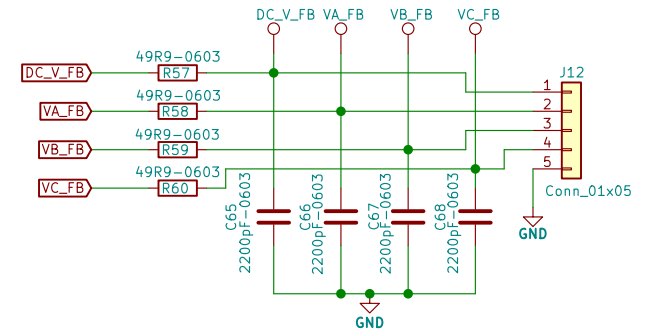 DC_V_FB VA_FB VB_FB VC_FB
49R9-0603
DC_V_FB R57
49R9-0603
VA_FB R58
49R9-0603
VB_FB R59
49R9-0603
VC_FB R60
J12
1
2
3
4
5
Conn_01x05
GND
C65
2200pF-0603
C66
2200pF-0603
C67
2200pF-0603
C68
2200pF-0603
GND